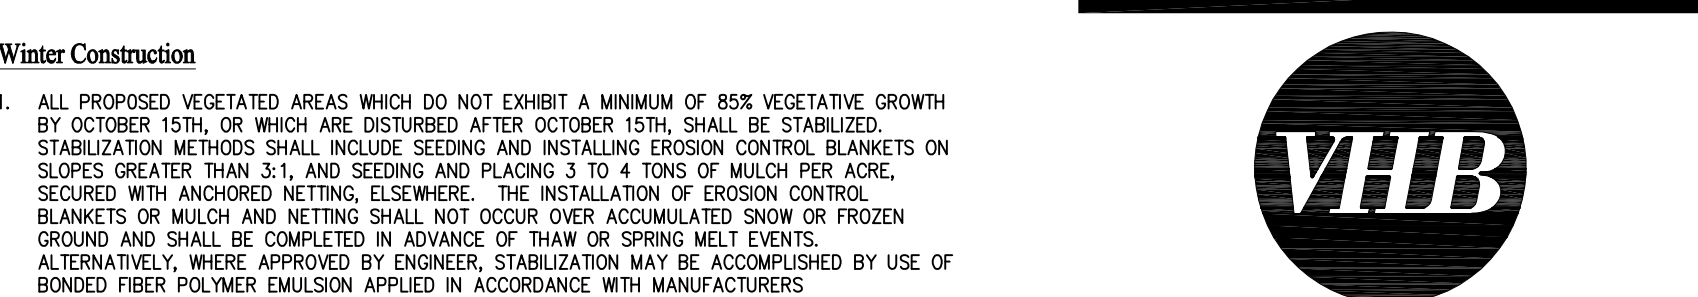 Winter Construction
1. ALL PROPOSED VEGETATED AREAS WHICH DO NOT EXHIBIT A MINIMUM OF 85% VEGETATIVE GROWTH
BY OCTOBER 15TH, OR WHICH ARE DISTURBED AFTER OCTOBER 15TH, SHALL BE STABILIZED.
STABILIZATION METHODS SHALL INCLUDE SEEDING AND INSTALLING EROSION CONTROL BLANKETS ON
SLOPES GREATER THAN 3:1, AND SEEDING AND PLACING 3 TO 4 TONS OF MULCH PER ACRE,
SECURED WITH ANCHORED NETTING, ELSEWHERE. THE INSTALLATION OF EROSION CONTROL
BLANKETS OR MULCH AND NETTING SHALL NOT OCCUR OVER ACCUMULATED SNOW OR FROZEN
GROUND AND SHALL BE COMPLETED IN ADVANCE OF THAW OR SPRING MELT EVENTS.
ALTERNATIVELY, WHERE APPROVED BY ENGINEER, STABILIZATION MAY BE ACCOMPLISHED BY USE OF
BONDED FIBER POLYMER EMULSION APPLIED IN ACCORDANCE WITH MANUFACTURERS
VHB